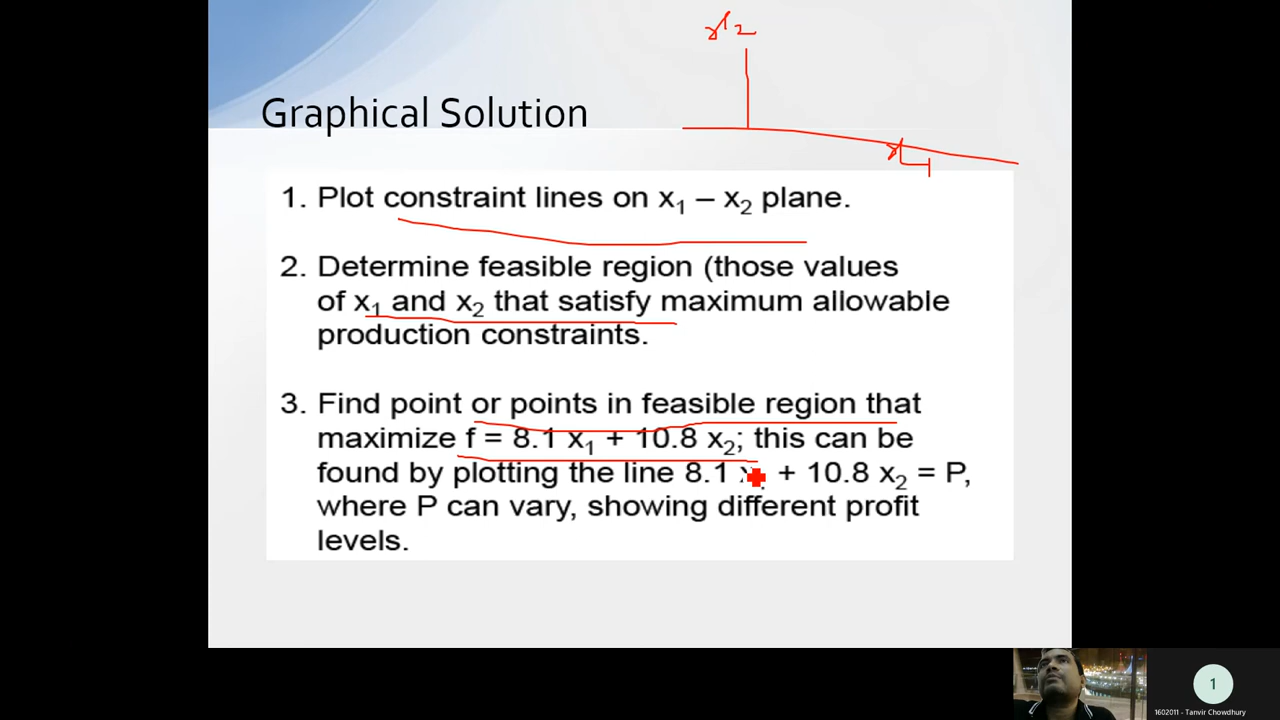 x2
Graphical Solution
x1
1. Plot constraint lines on x₁ – x₂ plane.
2. Determine feasible region (those values
of x₁ and x₂ that satisfy maximum allowable
production constraints.
3. Find point or points in feasible region that
maximize f = 8.1 x₁ + 10.8 x₂; this can be
found by plotting the line 8.1 x₁ + 10.8 x₂ = P,
where P can vary, showing different profit
levels.
1
1602011 - Tanvir Chowdhury